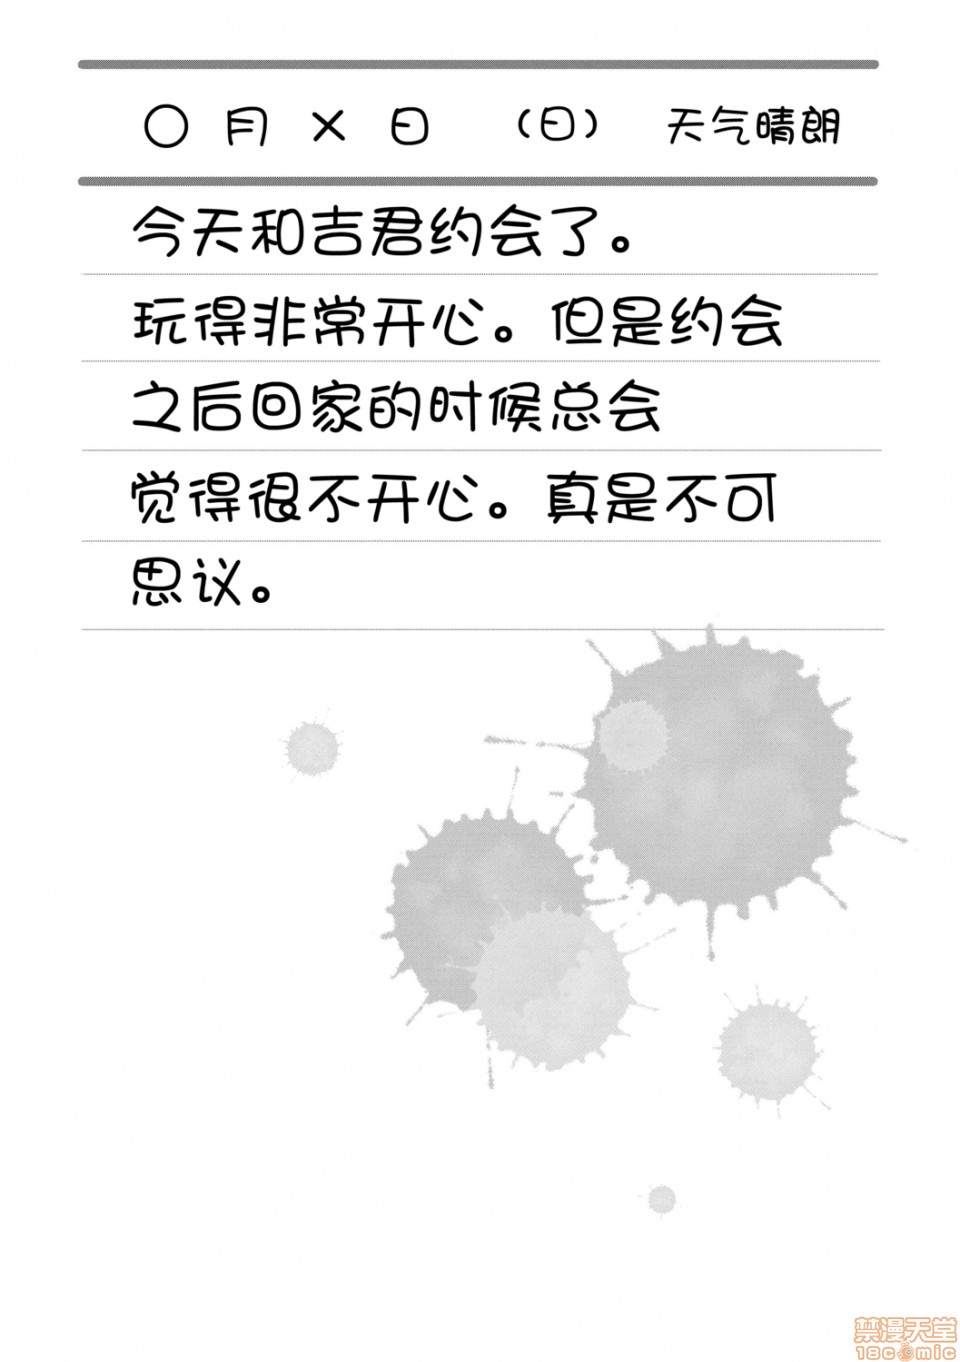 ○月×日 （日） 天气晴朗
今天和吉君约会了。
玩得非常开心。但是约会
之后回家的时候总会
觉得很不开心。真是不可
思议。
禁漫天堂
18comic